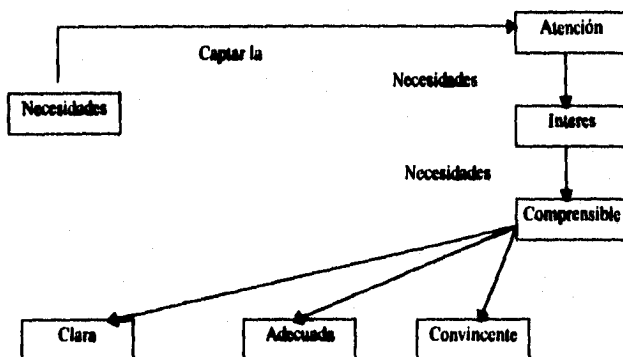 Atención
Captar la
Necesidades
Necesidades
Interes
Necesidades
Comprensible
Clara
Adecuada
Convincente